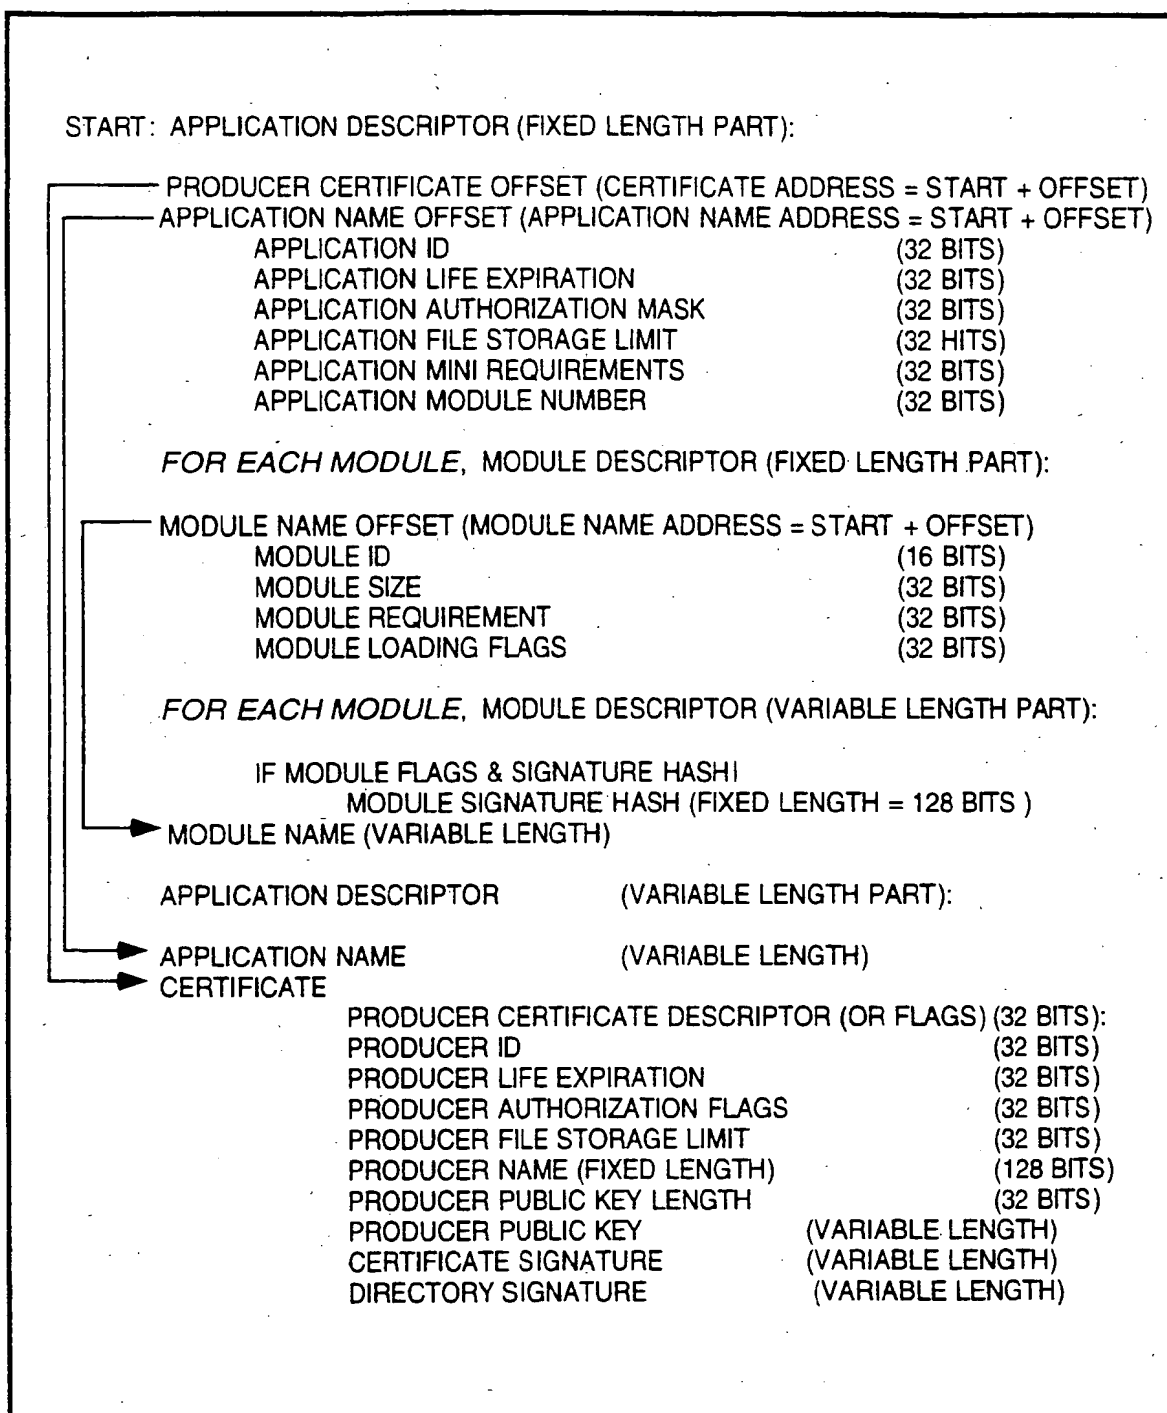 START: APPLICATION DESCRIPTOR (FIXED LENGTH PART):
PRODUCER CERTIFICATE OFFSET (CERTIFICATE ADDRESS = START + OFFSET)
APPLICATION NAME OFFSET (APPLICATION NAME ADDRESS = START + OFFSET)
APPLICATION ID (32 BITS)
APPLICATION LIFE EXPIRATION (32 BITS)
APPLICATION AUTHORIZATION MASK (32 BITS)
APPLICATION FILE STORAGE LIMIT (32 HITS)
APPLICATION MINI REQUIREMENTS (32 BITS)
APPLICATION MODULE NUMBER (32 BITS)
FOR EACH MODULE, MODULE DESCRIPTOR (FIXED LENGTH PART):
MODULE NAME OFFSET (MODULE NAME ADDRESS = START + OFFSET)
MODULE ID (16 BITS)
MODULE SIZE (32 BITS)
MODULE REQUIREMENT (32 BITS)
MODULE LOADING FLAGS (32 BITS)
FOR EACH MODULE, MODULE DESCRIPTOR (VARIABLE LENGTH PART):
IF MODULE FLAGS & SIGNATURE HASH|
MODULE SIGNATURE HASH (FIXED LENGTH = 128 BITS )
MODULE NAME (VARIABLE LENGTH)
APPLICATION DESCRIPTOR (VARIABLE LENGTH PART):
APPLICATION NAME (VARIABLE LENGTH)
CERTIFICATE
PRODUCER CERTIFICATE DESCRIPTOR (OR FLAGS) (32 BITS):
PRODUCER ID (32 BITS)
PRODUCER LIFE EXPIRATION (32 BITS)
PRODUCER AUTHORIZATION FLAGS (32 BITS)
PRODUCER FILE STORAGE LIMIT (32 BITS)
PRODUCER NAME (FIXED LENGTH) (128 BITS)
PRODUCER PUBLIC KEY LENGTH (32 BITS)
PRODUCER PUBLIC KEY (VARIABLE LENGTH)
CERTIFICATE SIGNATURE (VARIABLE LENGTH)
DIRECTORY SIGNATURE (VARIABLE LENGTH)